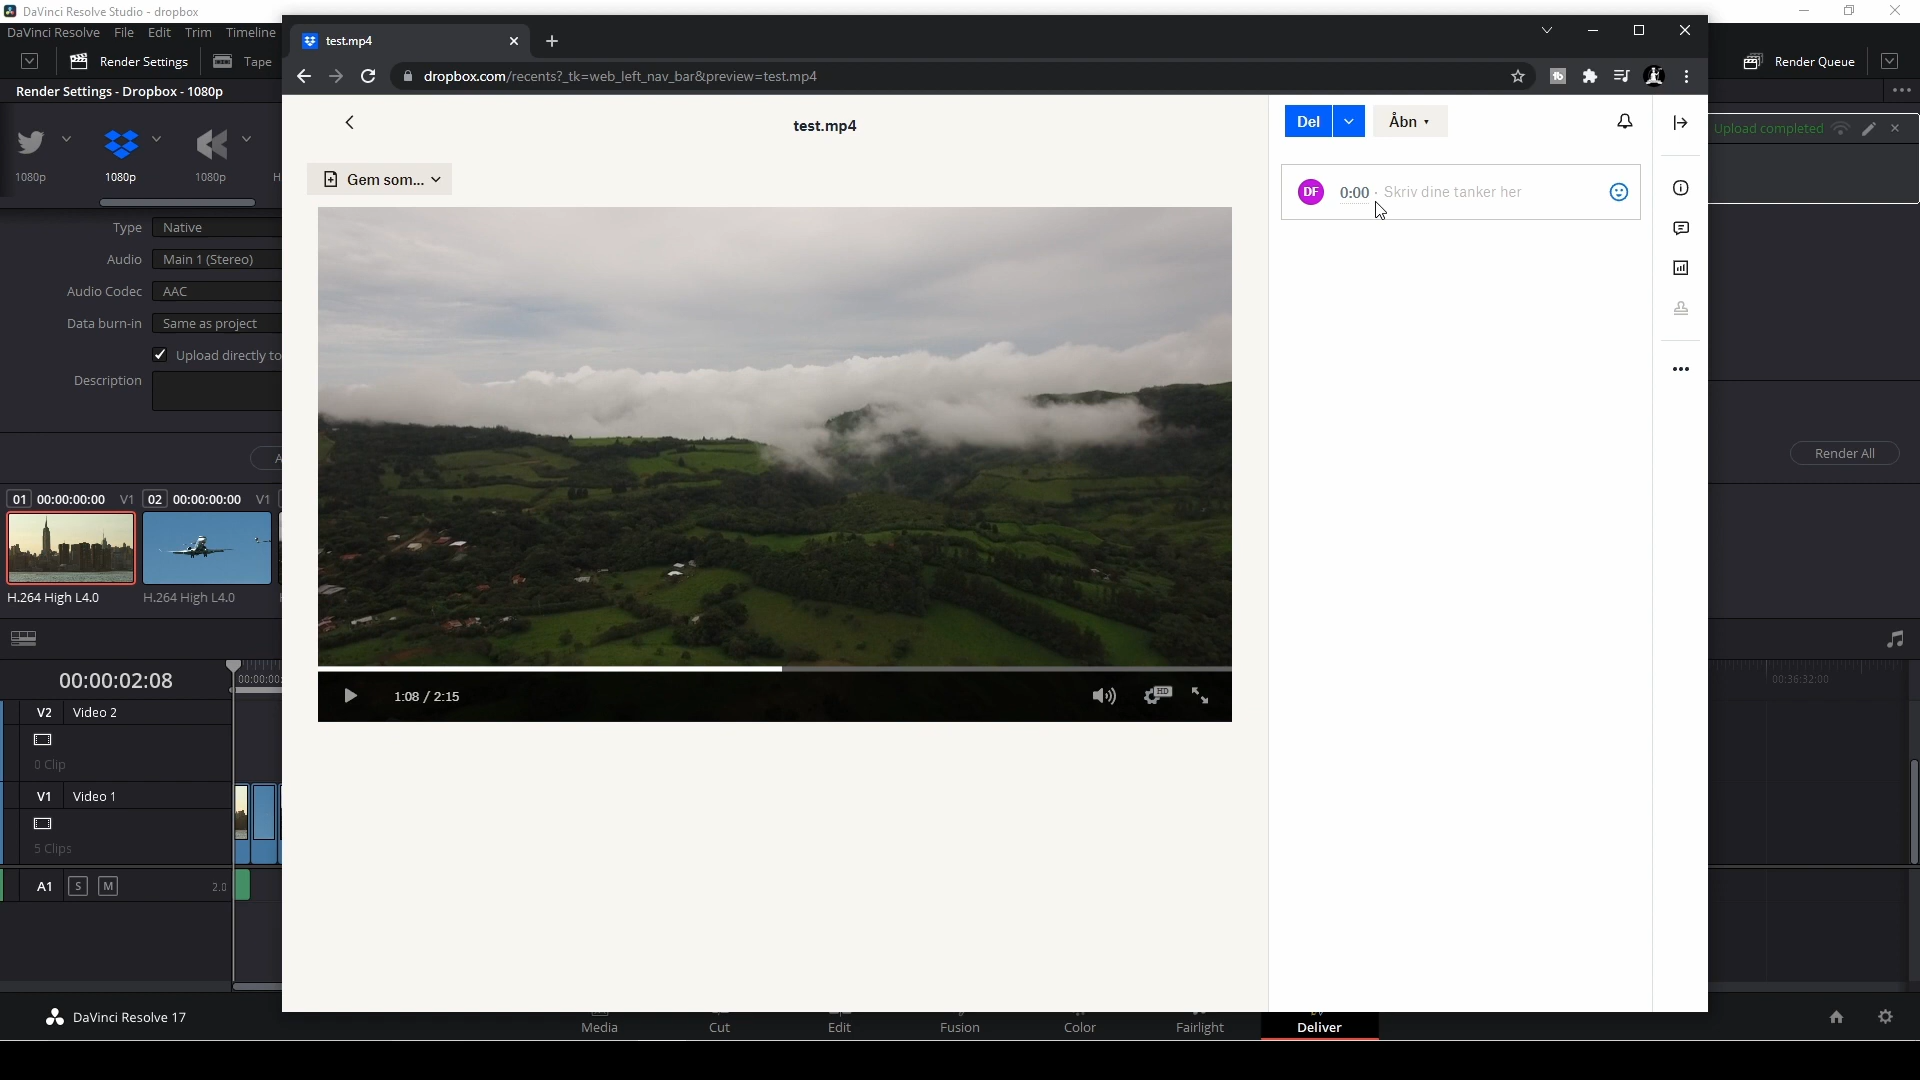 DaVinci Resolve Studio - dropbox
DaVinci Resolve File Edit Trim Timeline
Render Settings Tape
Render Queue
Render Settings - Dropbox - 1080p
1080p 1080p 1080p
Type Native
Audio Main 1 (Stereo)
Audio Codec AAC
Data burn-in Same as project
Upload directly to
Description
01 00:00:00:00 V1 02 00:00:00:00 V1
H.264 High L4.0 H.264 High L4.0
00:00:02:08
V2 Video 2
0 Clip
V1 Video 1
5 Clips
A1 S M 2.0
DaVinci Resolve 17
Media Cut Edit Fusion Color Fairlight Deliver
test.mp4
dropbox.com/recents?_tk=web_left_nav_bar&preview=test.mp4
test.mp4
Gem som...
1:08 / 2:15
HD
Del Åbn
DF 0:00 · Skriv dine tanker her
Upload completed
Render All
00:36:32:00